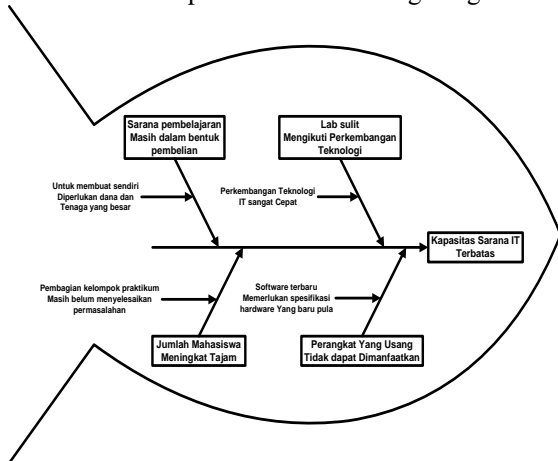 Sarana pembelajaran
Masih dalam bentuk
pembelian
Lab sulit
Mengikuti Perkembangan
Teknologi
Untuk membuat sendiri
Diperlukan dana dan
Tenaga yang besar
Perkembangan Teknologi
IT sangat Cepat
Kapasitas Sarana IT
Terbatas
Pembagian kelompok praktikum
Masih belum menyelesaikan
permasalahan
Software terbaru
Memerlukan spesifikasi
hardware Yang baru pula
Jumlah Mahasiswa
Meningkat Tajam
Perangkat Yang Usang
Tidak dapat Dimanfaatkan